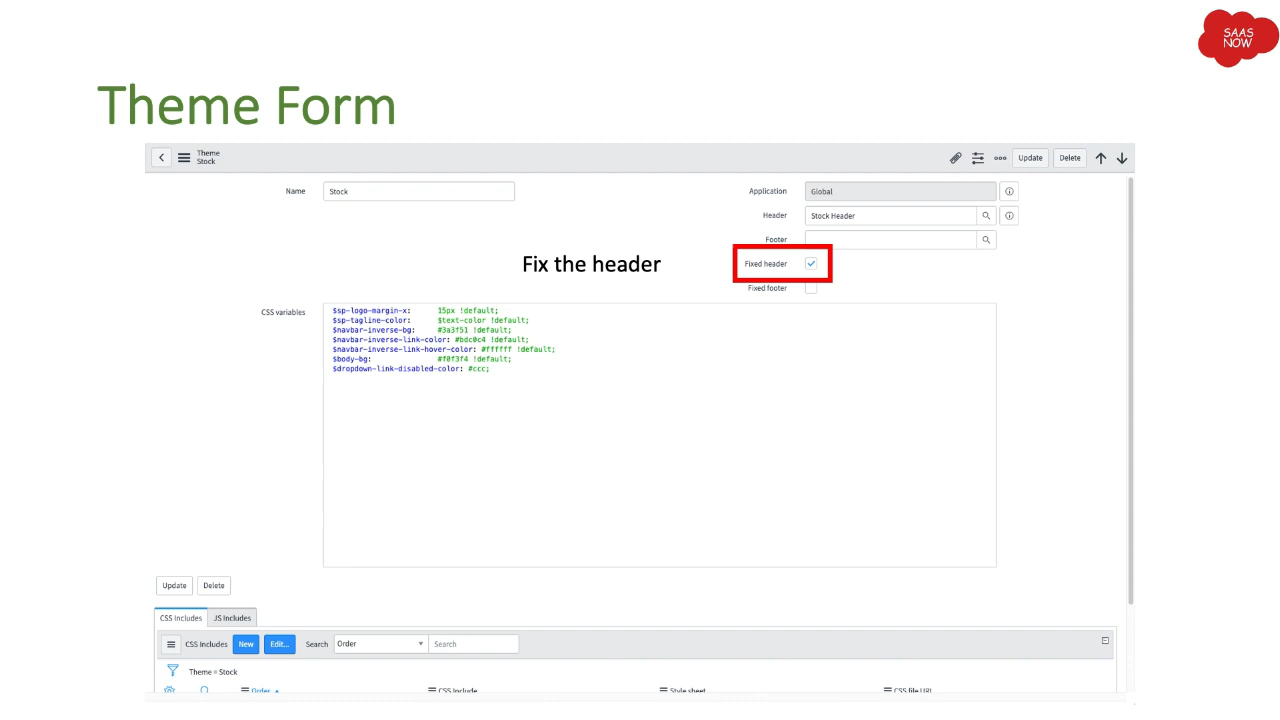 SAAS
NOW
Theme Form
Theme
Stock
Update
Delete
Name
Stock
Application
Global
Header
Stock Header
Footer
Fix the header
Fixed header
Fixed footer
CSS variables
$sp-logo-margin-x: 15px !default;
$sp-tagline-color: $text-color !default;
$navbar-inverse-bg: #3a3f51 !default;
$navbar-inverse-link-color: #bdc0c4 !default;
$navbar-inverse-link-hover-color: #ffffff !default;
$body-bg: #f0f3f4 !default;
$dropdown-link-disabled-color: #ccc;
Update
Delete
CSS Includes
JS Includes
CSS Includes
New
Edit...
Search
Order
Search
Theme = Stock
Order
CSS Include
Style sheet
CSS file URL